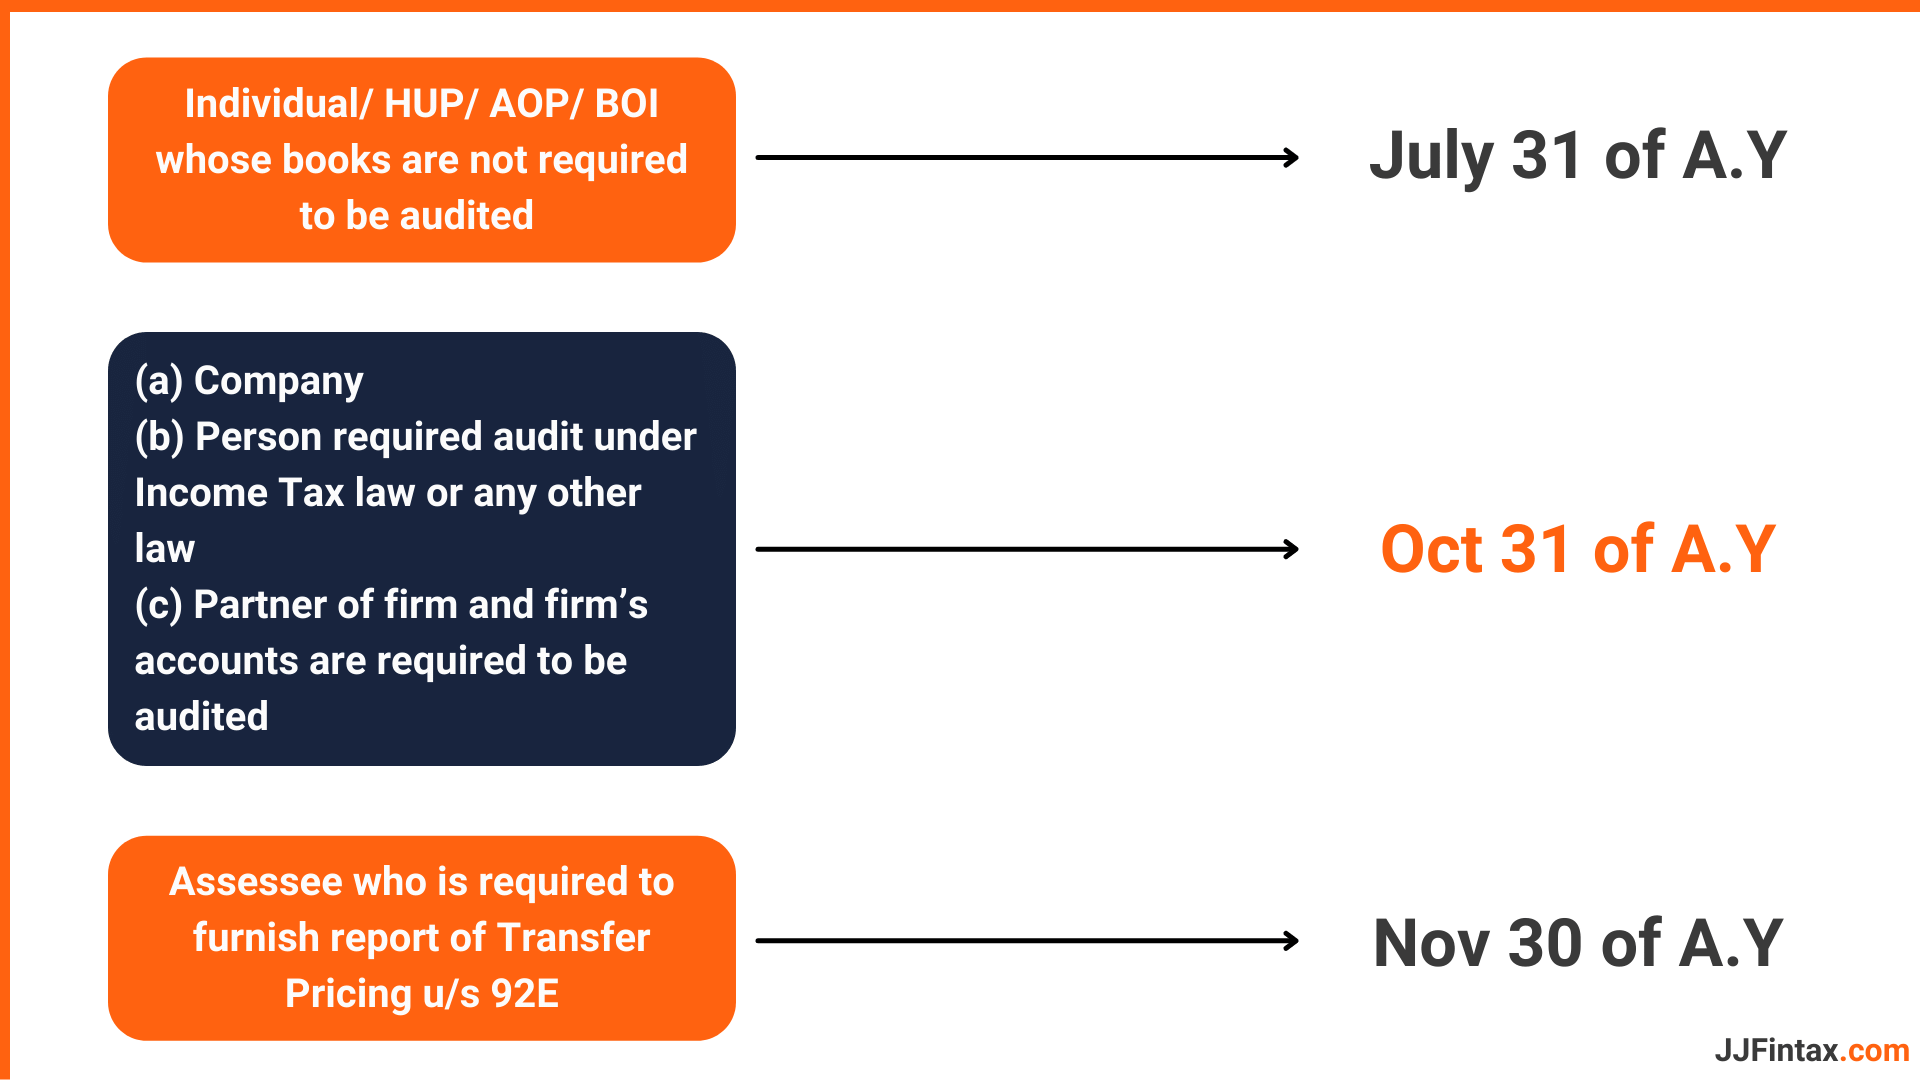 Individual/ HUP/ AOP/ BOI
whose books are not required
to be audited
July 31 of A.Y
(a) Company
(b) Person required audit under
Income Tax law or any other
law
(c) Partner of firm and firm’s
accounts are required to be
audited
Oct 31 of A.Y
Assessee who is required to
furnish report of Transfer
Pricing u/s 92E
Nov 30 of A.Y
JJFintax.com